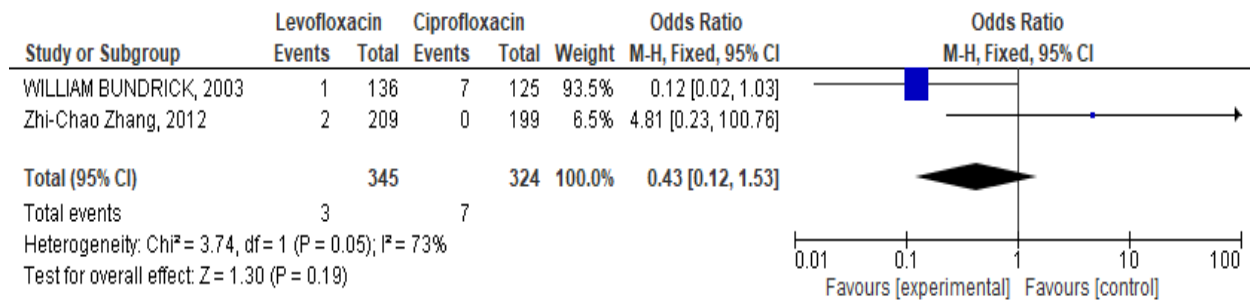 Levofloxacin Ciprofloxacin Odds Ratio Odds Ratio
Study or Subgroup Events Total Events Total Weight M-H, Fixed, 95% CI M-H, Fixed, 95% CI
WILLIAM BUNDRICK, 2003 1 136 7 125 93.5% 0.12 [0.02, 1.03]
Zhi-Chao Zhang, 2012 2 209 0 199 6.5% 4.81 [0.23, 100.76]
Total (95% CI) 345 324 100.0% 0.43 [0.12, 1.53]
Total events 3 7
Heterogeneity: Chi² = 3.74, df = 1 (P = 0.05); I² = 73%
Test for overall effect: Z = 1.30 (P = 0.19)
0.01 0.1 1 10 100
Favours [experimental] Favours [control]